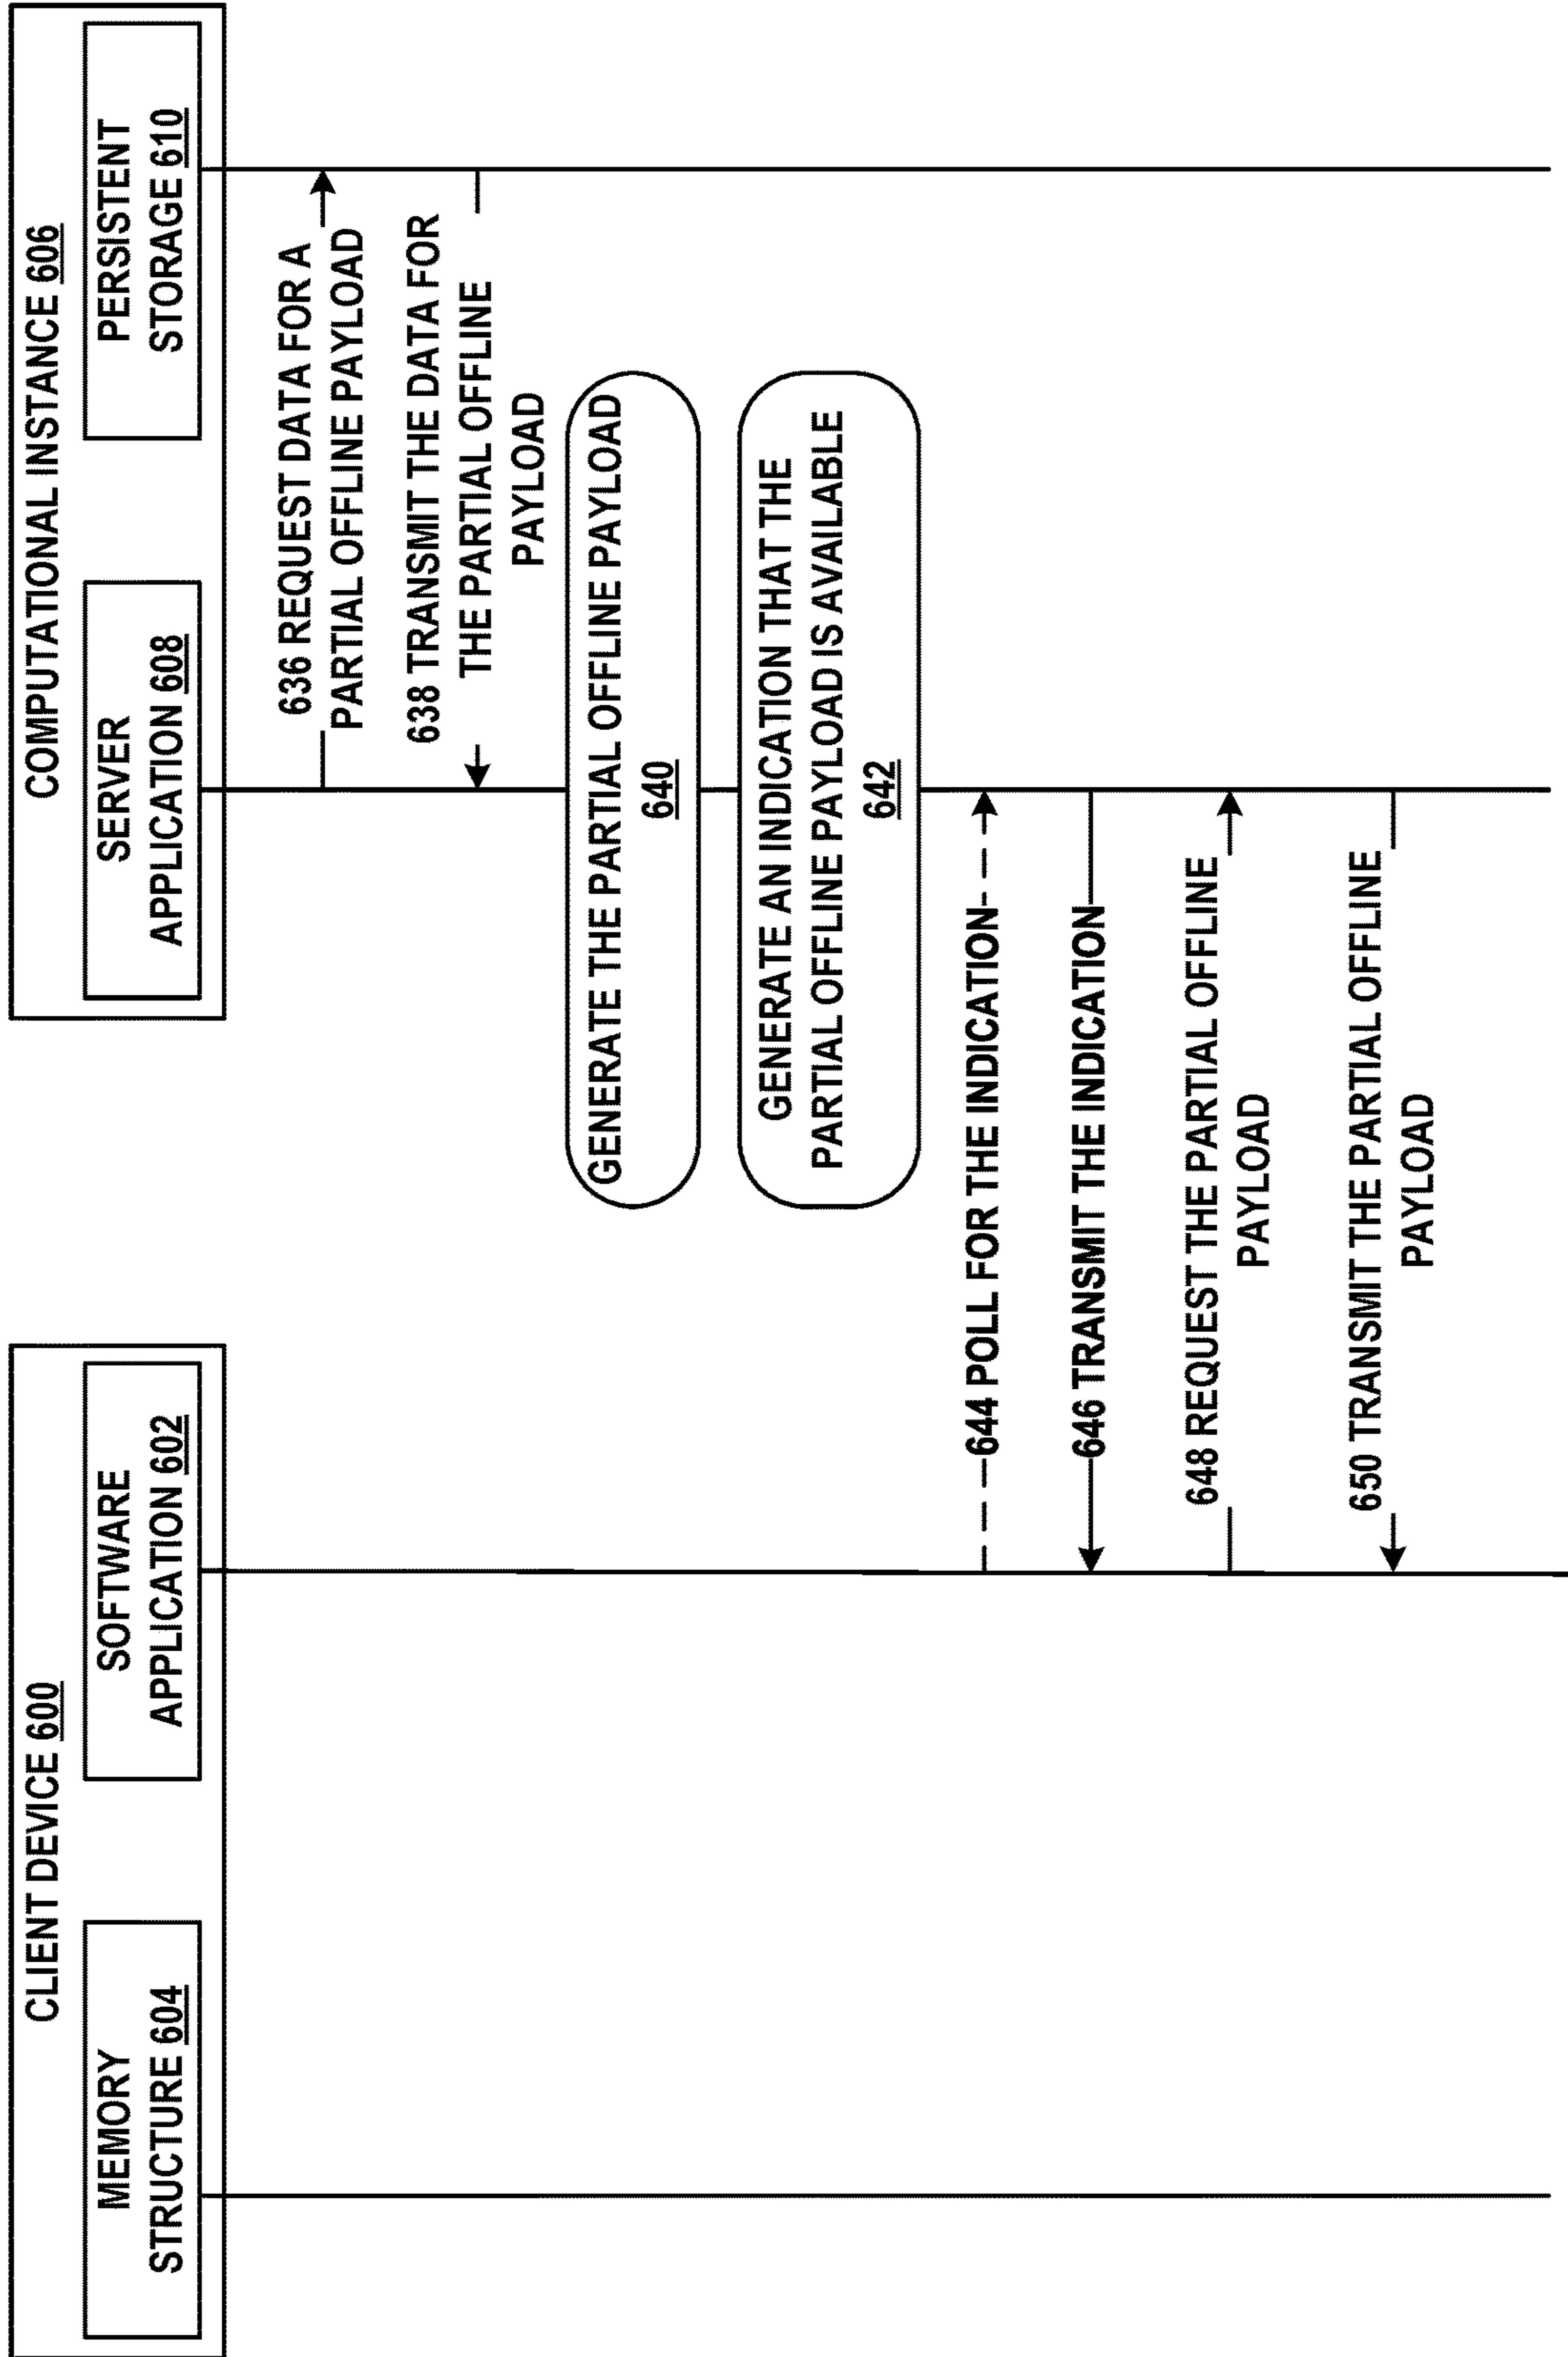 CLIENT DEVICE 600
MEMORY
STRUCTURE 604
SOFTWARE
APPLICATION 602
COMPUTATIONAL INSTANCE 606
SERVER
APPLICATION 608
PERSISTENT
STORAGE 610
636 REQUEST DATA FOR A
PARTIAL OFFLINE PAYLOAD
638 TRANSMIT THE DATA FOR
THE PARTIAL OFFLINE
PAYLOAD
GENERATE THE PARTIAL OFFLINE PAYLOAD
640
GENERATE AN INDICATION THAT THE
PARTIAL OFFLINE PAYLOAD IS AVAILABLE
642
644 POLL FOR THE INDICATION
646 TRANSMIT THE INDICATION
648 REQUEST THE PARTIAL OFFLINE
PAYLOAD
650 TRANSMIT THE PARTIAL OFFLINE
PAYLOAD